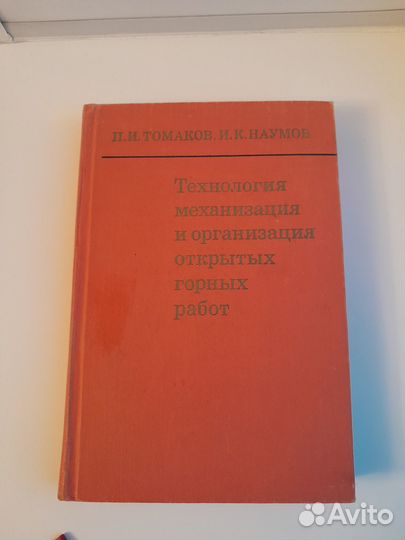 П.И.ТОМАКОВ, И.К.НАУМОВ
Технология
механизация
и организация
открытых
горных
работ
Avito